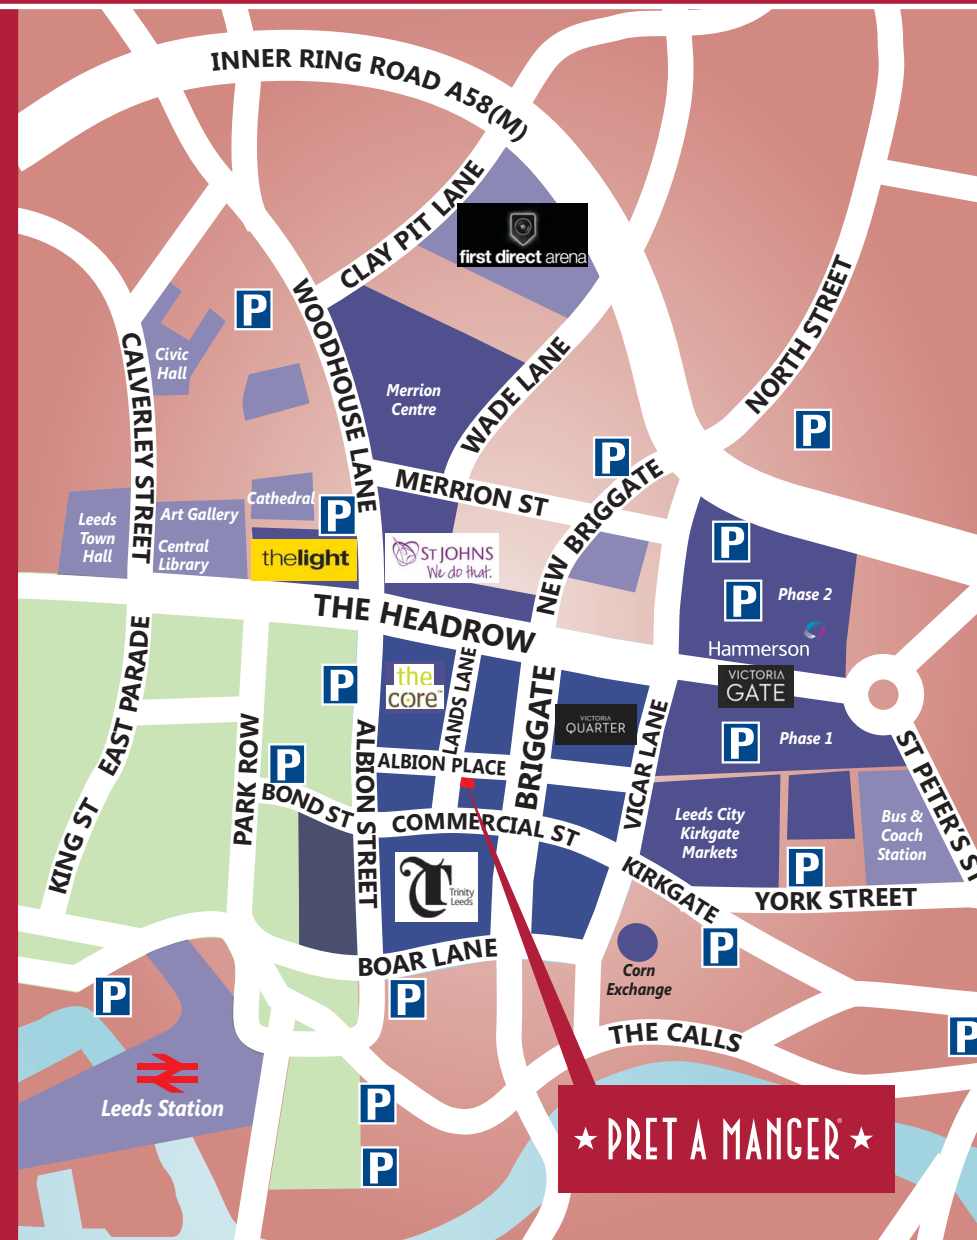 INNER RING ROAD A58(M)
CLAY PIT LANE
first direct arena
WOODHOUSE LANE
P
NORTH STREET
CALVERLEY STREET
Civic
Hall
WADE LANE
Merrion
Centre
P
P
MERRION ST
NEW BRIGGATE
Cathedral
P
Leeds
Town
Hall
Art Gallery
Central
Library
thelight
ST JOHNS
We do that.
P
P
Phase 2
Hammerson
THE HEADROW
EAST PARADE
P
the
core™
LANDS LANE
BRIGGATE
VICTORIA
QUARTER
VICTORIA
GATE
VICAR LANE
P
Phase 1
ST PETER'S ST
PARK ROW
P
BOND ST
ALBION STREET
ALBION PLACE
COMMERCIAL ST
KING ST
Leeds City
Kirkgate
Markets
Bus &
Coach
Station
P
KIRKGATE
YORK STREET
Trinity
Leeds
BOAR LANE
P
Corn
Exchange
P
P
THE CALLS
P
Leeds Station
P
P
PRET A MANGER®